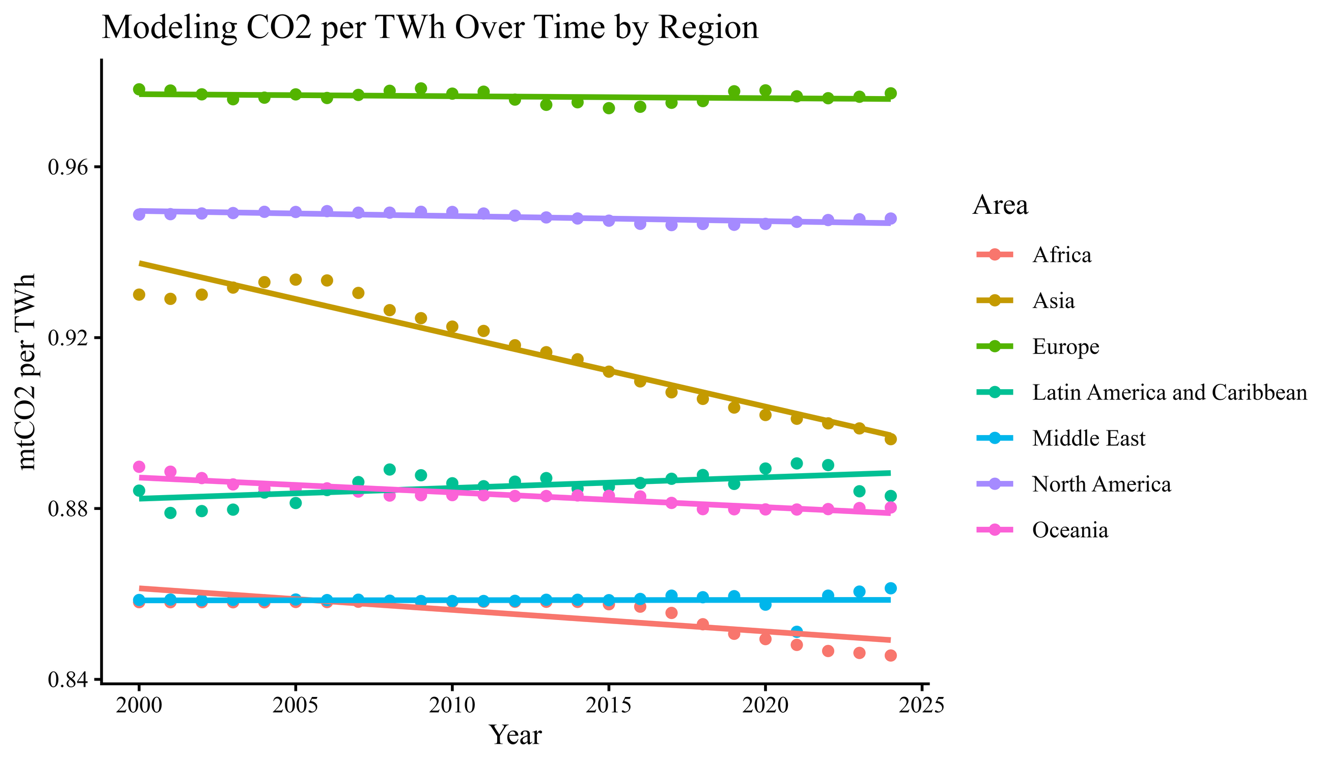 Modeling CO2 per TWh Over Time by Region
mtCO2 per TWh
0.96
0.92
0.88
0.84
2000 2005 2010 2015 2020 2025
Year
Area
Africa
Asia
Europe
Latin America and Caribbean
Middle East
North America
Oceania